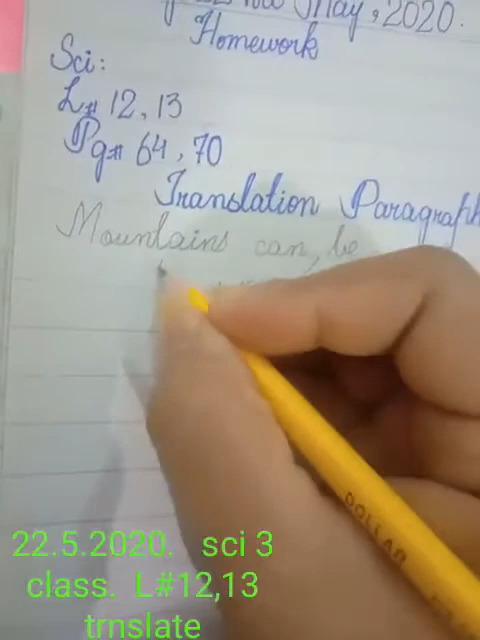 May, 2020.
Homework
Sci:
L# 12, 13
Pg# 64, 70
Translation Paragraph
Mountains can, be
DOLLAR
22.5.2020. sci 3
class. L#12,13
trnslate